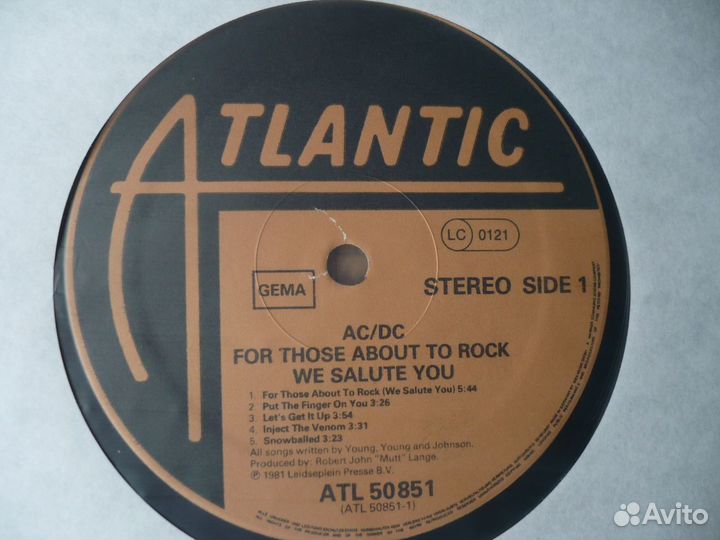 ATLANTIC
LC 0121
GEMA
STEREO SIDE 1
AC/DC
FOR THOSE ABOUT TO ROCK
WE SALUTE YOU
1. For Those About To Rock (We Salute You) 5:44
2. Put The Finger On You 3:26
3. Let's Get It Up 3:54
4. Inject The Venom 3:31
5. Snowballed 3:23
All songs written by Young, Young and Johnson.
Produced by: Robert John "Mutt" Lange.
℗ 1981 Leidseplein Presse B.V.
ATL 50 851
(ATL 50851-1)
Avito